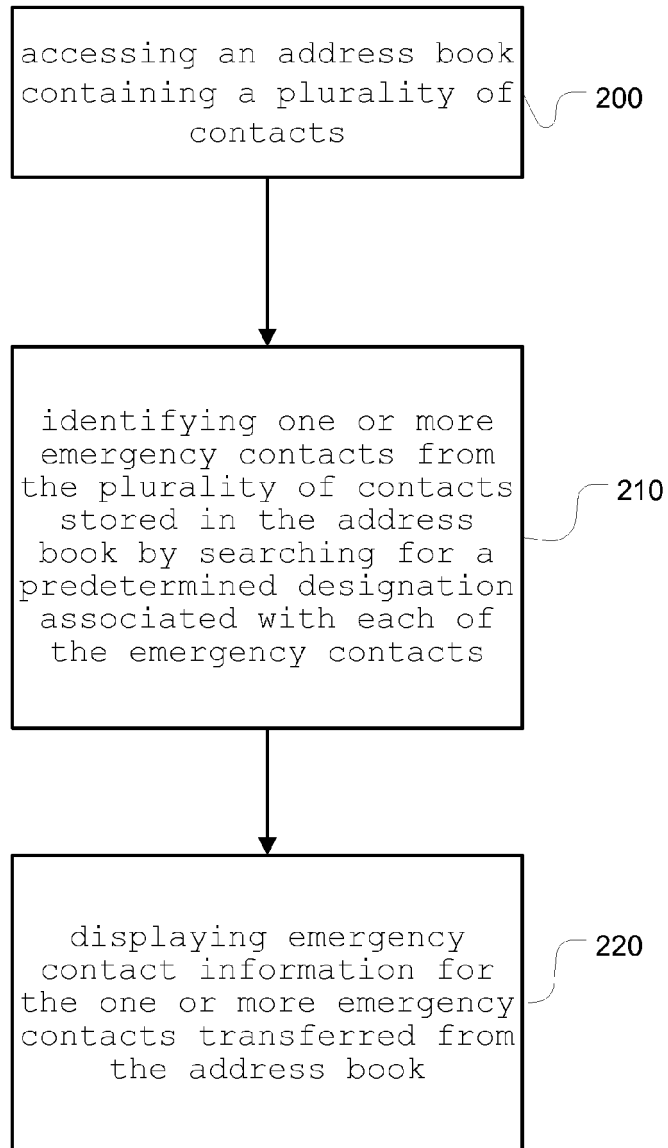 accessing an address book
containing a plurality of
contacts
200
identifying one or more
emergency contacts from
the plurality of contacts
stored in the address
book by searching for a
predetermined designation
associated with each of
the emergency contacts
210
displaying emergency
contact information for
the one or more emergency
contacts transferred from
the address book
220